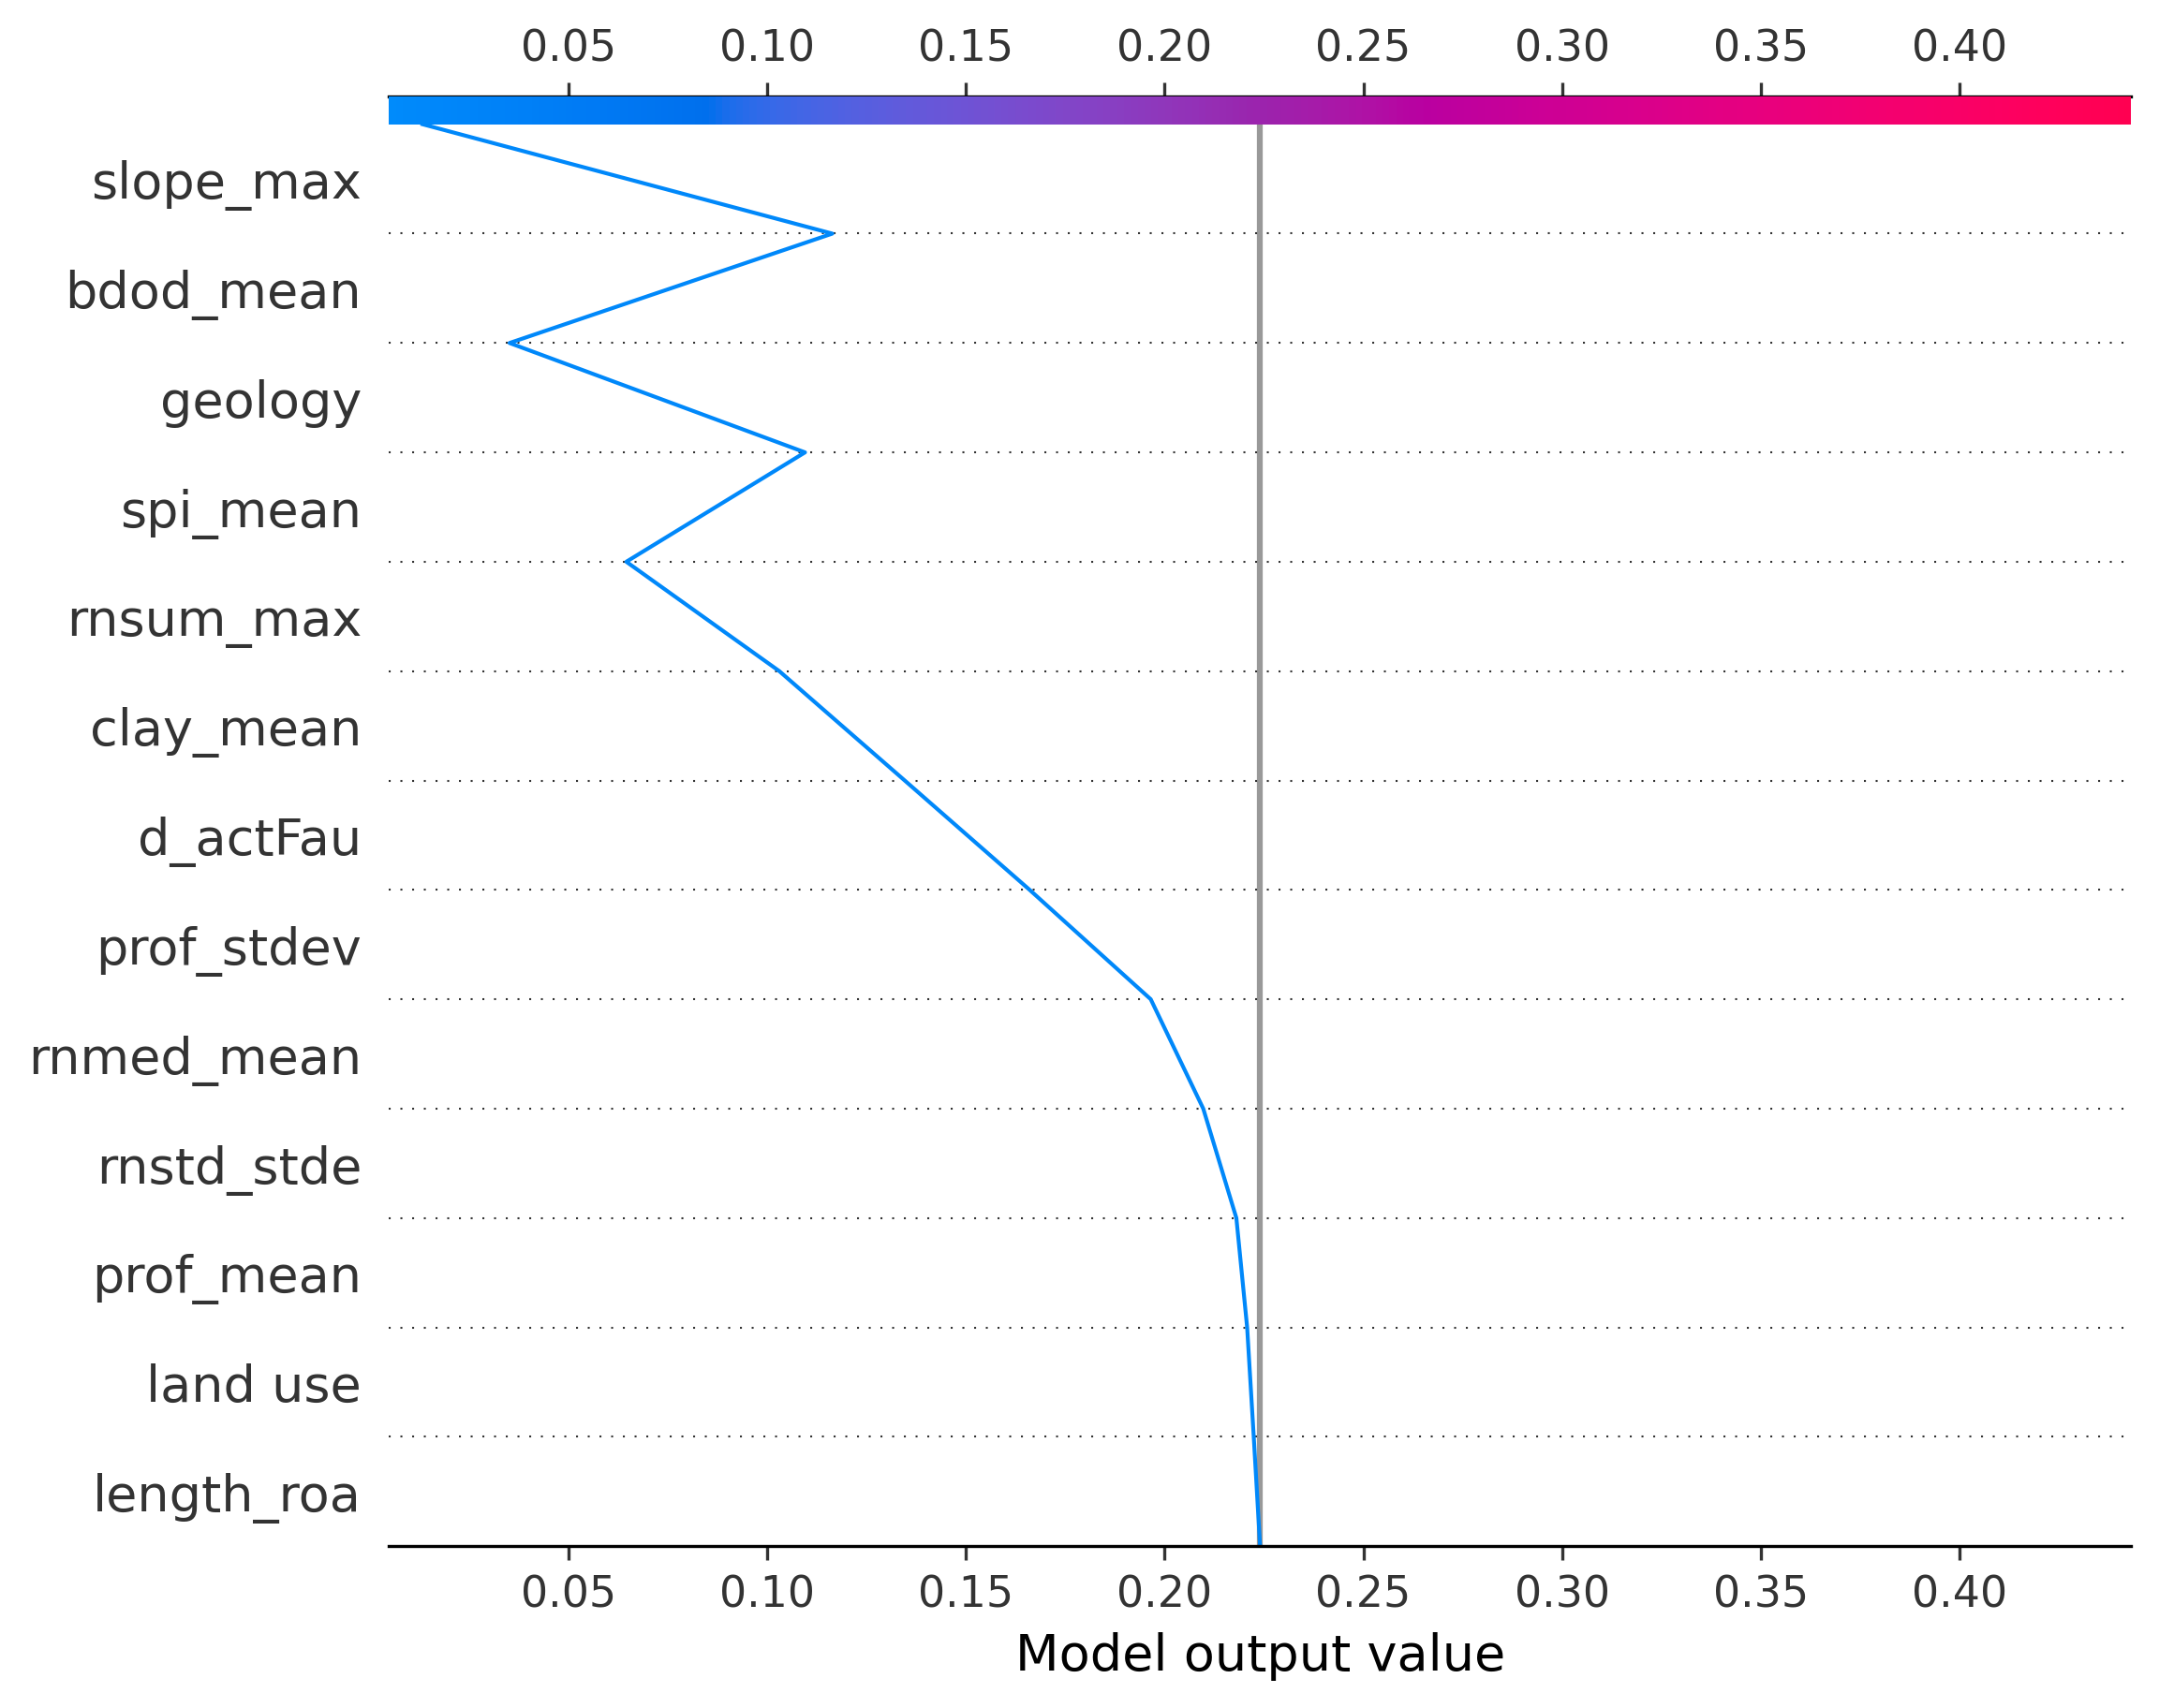 0.05 0.10 0.15 0.20 0.25 0.30 0.35 0.40
slope_max
bdod_mean
geology
spi_mean
rnsum_max
clay_mean
d_actFau
prof_stdev
rnmed_mean
rnstd_stde
prof_mean
land use
length_roa
0.05 0.10 0.15 0.20 0.25 0.30 0.35 0.40
Model output value